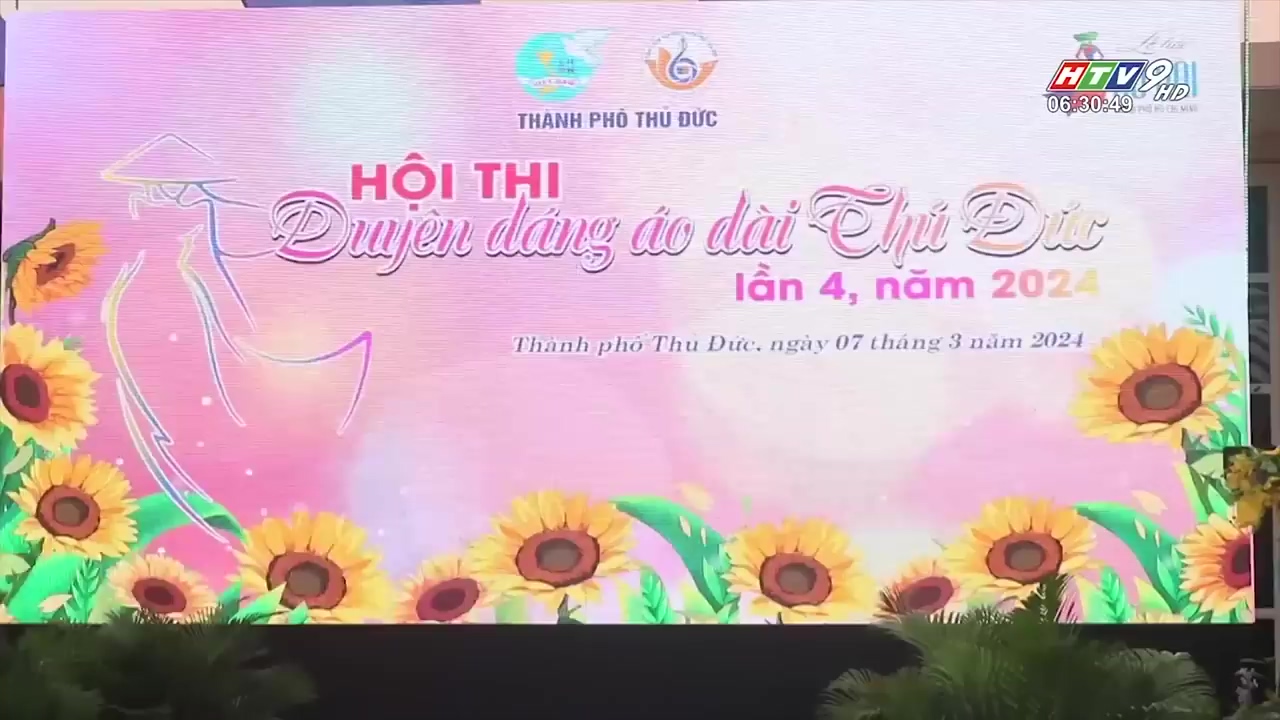 HTV9 HD
06:30:49
THÀNH PHỐ THỦ ĐỨC
HỘI THI
Duyên dáng áo dài Thủ Đức
lần 4, năm 2024
Thành phố Thủ Đức, ngày 07 tháng 3 năm 2024